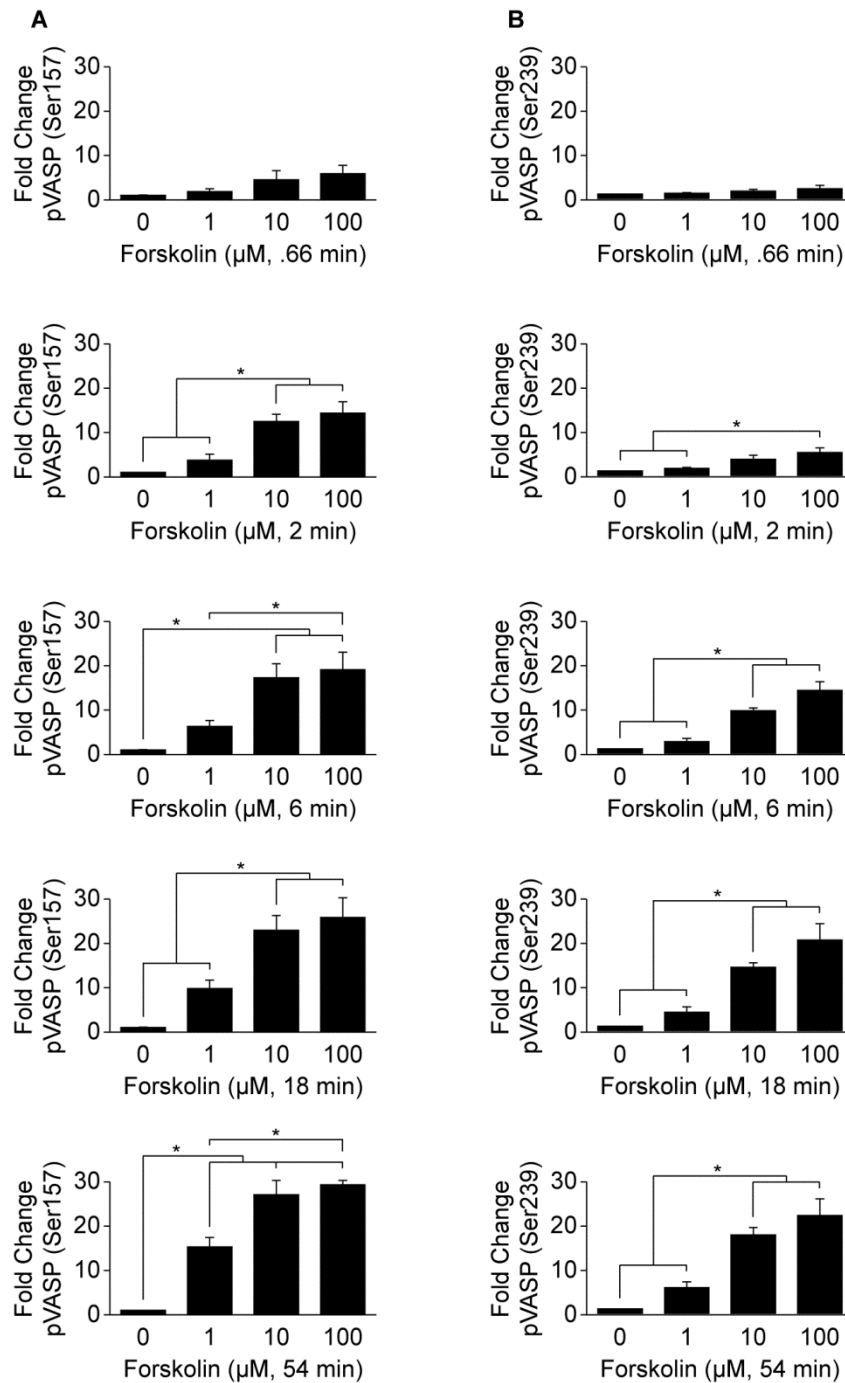 A
Fold Change
pVASP (Ser157)
30
20
10
0
0 1 10 100
Forskolin (µM, .66 min)
Fold Change
pVASP (Ser157)
30
20
10
0
*
0 1 10 100
Forskolin (µM, 2 min)
Fold Change
pVASP (Ser157)
30
20
10
0
* *
0 1 10 100
Forskolin (µM, 6 min)
Fold Change
pVASP (Ser157)
30
20
10
0
*
0 1 10 100
Forskolin (µM, 18 min)
Fold Change
pVASP (Ser157)
30
20
10
0
* *
0 1 10 100
Forskolin (µM, 54 min)
B
Fold Change
pVASP (Ser239)
30
20
10
0
0 1 10 100
Forskolin (µM, .66 min)
Fold Change
pVASP (Ser239)
30
20
10
0
*
0 1 10 100
Forskolin (µM, 2 min)
Fold Change
pVASP (Ser239)
30
20
10
0
*
0 1 10 100
Forskolin (µM, 6 min)
Fold Change
pVASP (Ser239)
30
20
10
0
*
0 1 10 100
Forskolin (µM, 18 min)
Fold Change
pVASP (Ser239)
30
20
10
0
*
0 1 10 100
Forskolin (µM, 54 min)